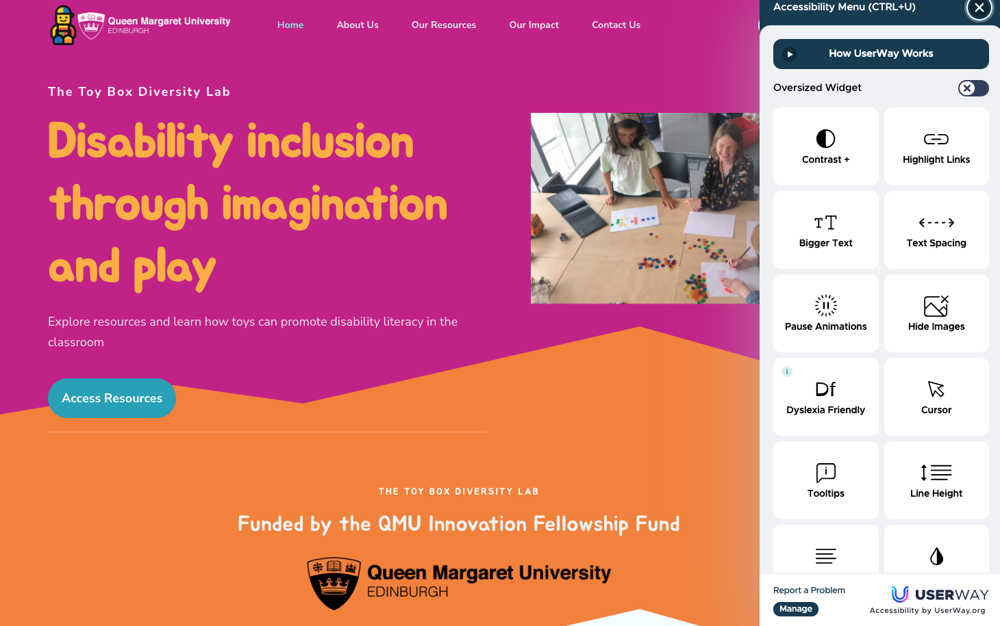 Queen Margaret University
EDINBURGH
Home
About Us
Our Resources
Our Impact
Contact Us
The Toy Box Diversity Lab
Disability inclusion
through imagination
and play
Explore resources and learn how toys can promote disability literacy in the
classroom
Access Resources
THE TOY BOX DIVERSITY LAB
Funded by the QMU Innovation Fellowship Fund
Queen Margaret University
EDINBURGH
Accessibility Menu (CTRL+U)
How UserWay Works
Oversized Widget
Contrast +
Highlight Links
TT
Bigger Text
Text Spacing
Pause Animations
Hide Images
i
Df
Dyslexia Friendly
Cursor
i
Tooltips
Line Height
Report a Problem
Manage
USERWAY
Accessibility by UserWay.org